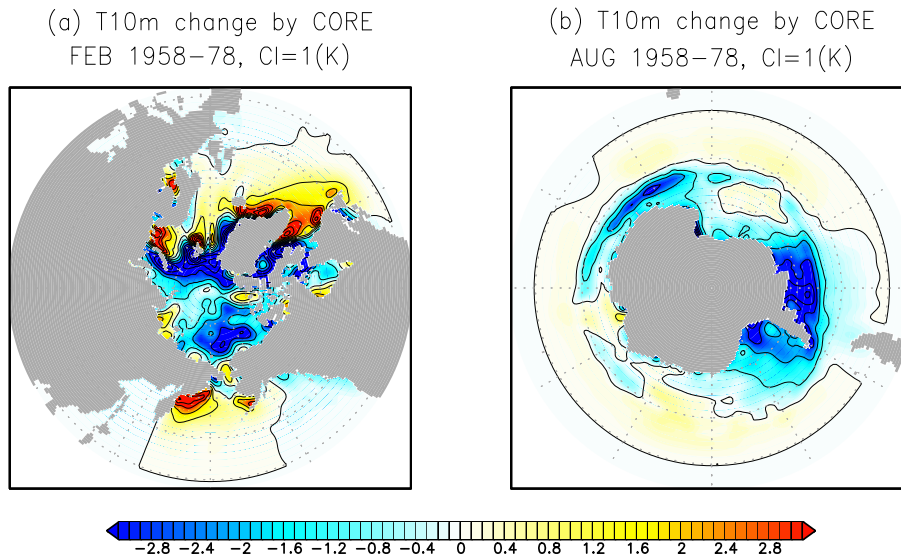 (a) T10m change by CORE
FEB 1958−78, CI=1(K)
(b) T10m change by CORE
AUG 1958−78, CI=1(K)
−2.8 −2.4 −2 −1.6 −1.2 −0.8 −0.4 0 0.4 0.8 1.2 1.6 2 2.4 2.8